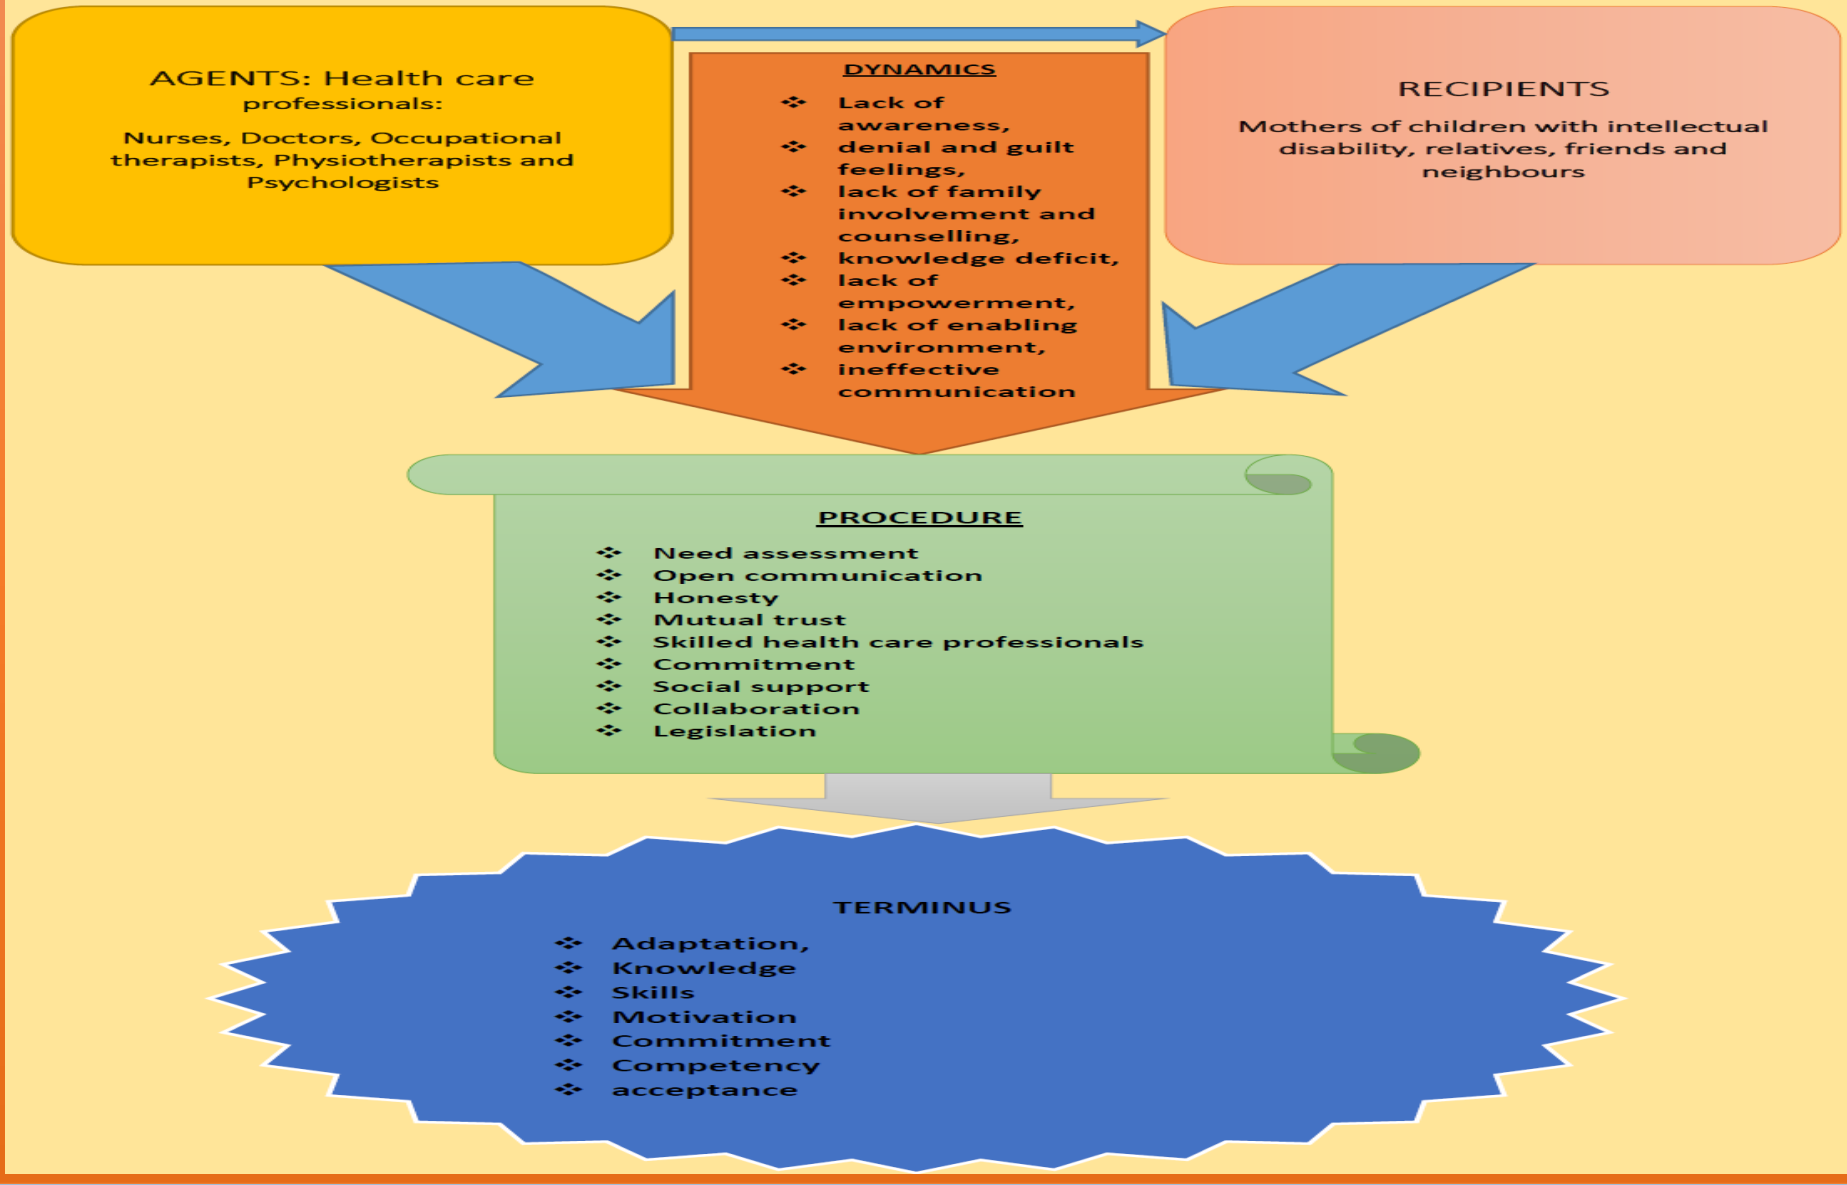 AGENTS: Health care
professionals:
Nurses, Doctors, Occupational
therapists, Physiotherapists and
Psychologists
DYNAMICS
❖ Lack of
awareness,
❖ denial and guilt
feelings,
❖ lack of family
involvement and
counselling,
❖ knowledge deficit,
❖ lack of
empowerment,
❖ lack of enabling
environment,
❖ ineffective
communication
RECIPIENTS
Mothers of children with intellectual
disability, relatives, friends and
neighbours
PROCEDURE
❖ Need assessment
❖ Open communication
❖ Honesty
❖ Mutual trust
❖ Skilled health care professionals
❖ Commitment
❖ Social support
❖ Collaboration
❖ Legislation
TERMINUS
❖ Adaptation,
❖ Knowledge
❖ Skills
❖ Motivation
❖ Commitment
❖ Competency
❖ acceptance